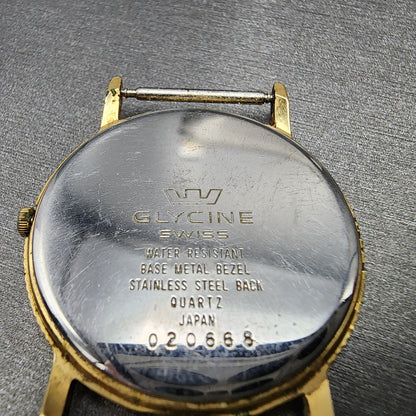 GLYCINE
SWISS
WATER RESISTANT
BASE METAL BEZEL
STAINLESS STEEL BACK
QUARTZ
JAPAN
020668